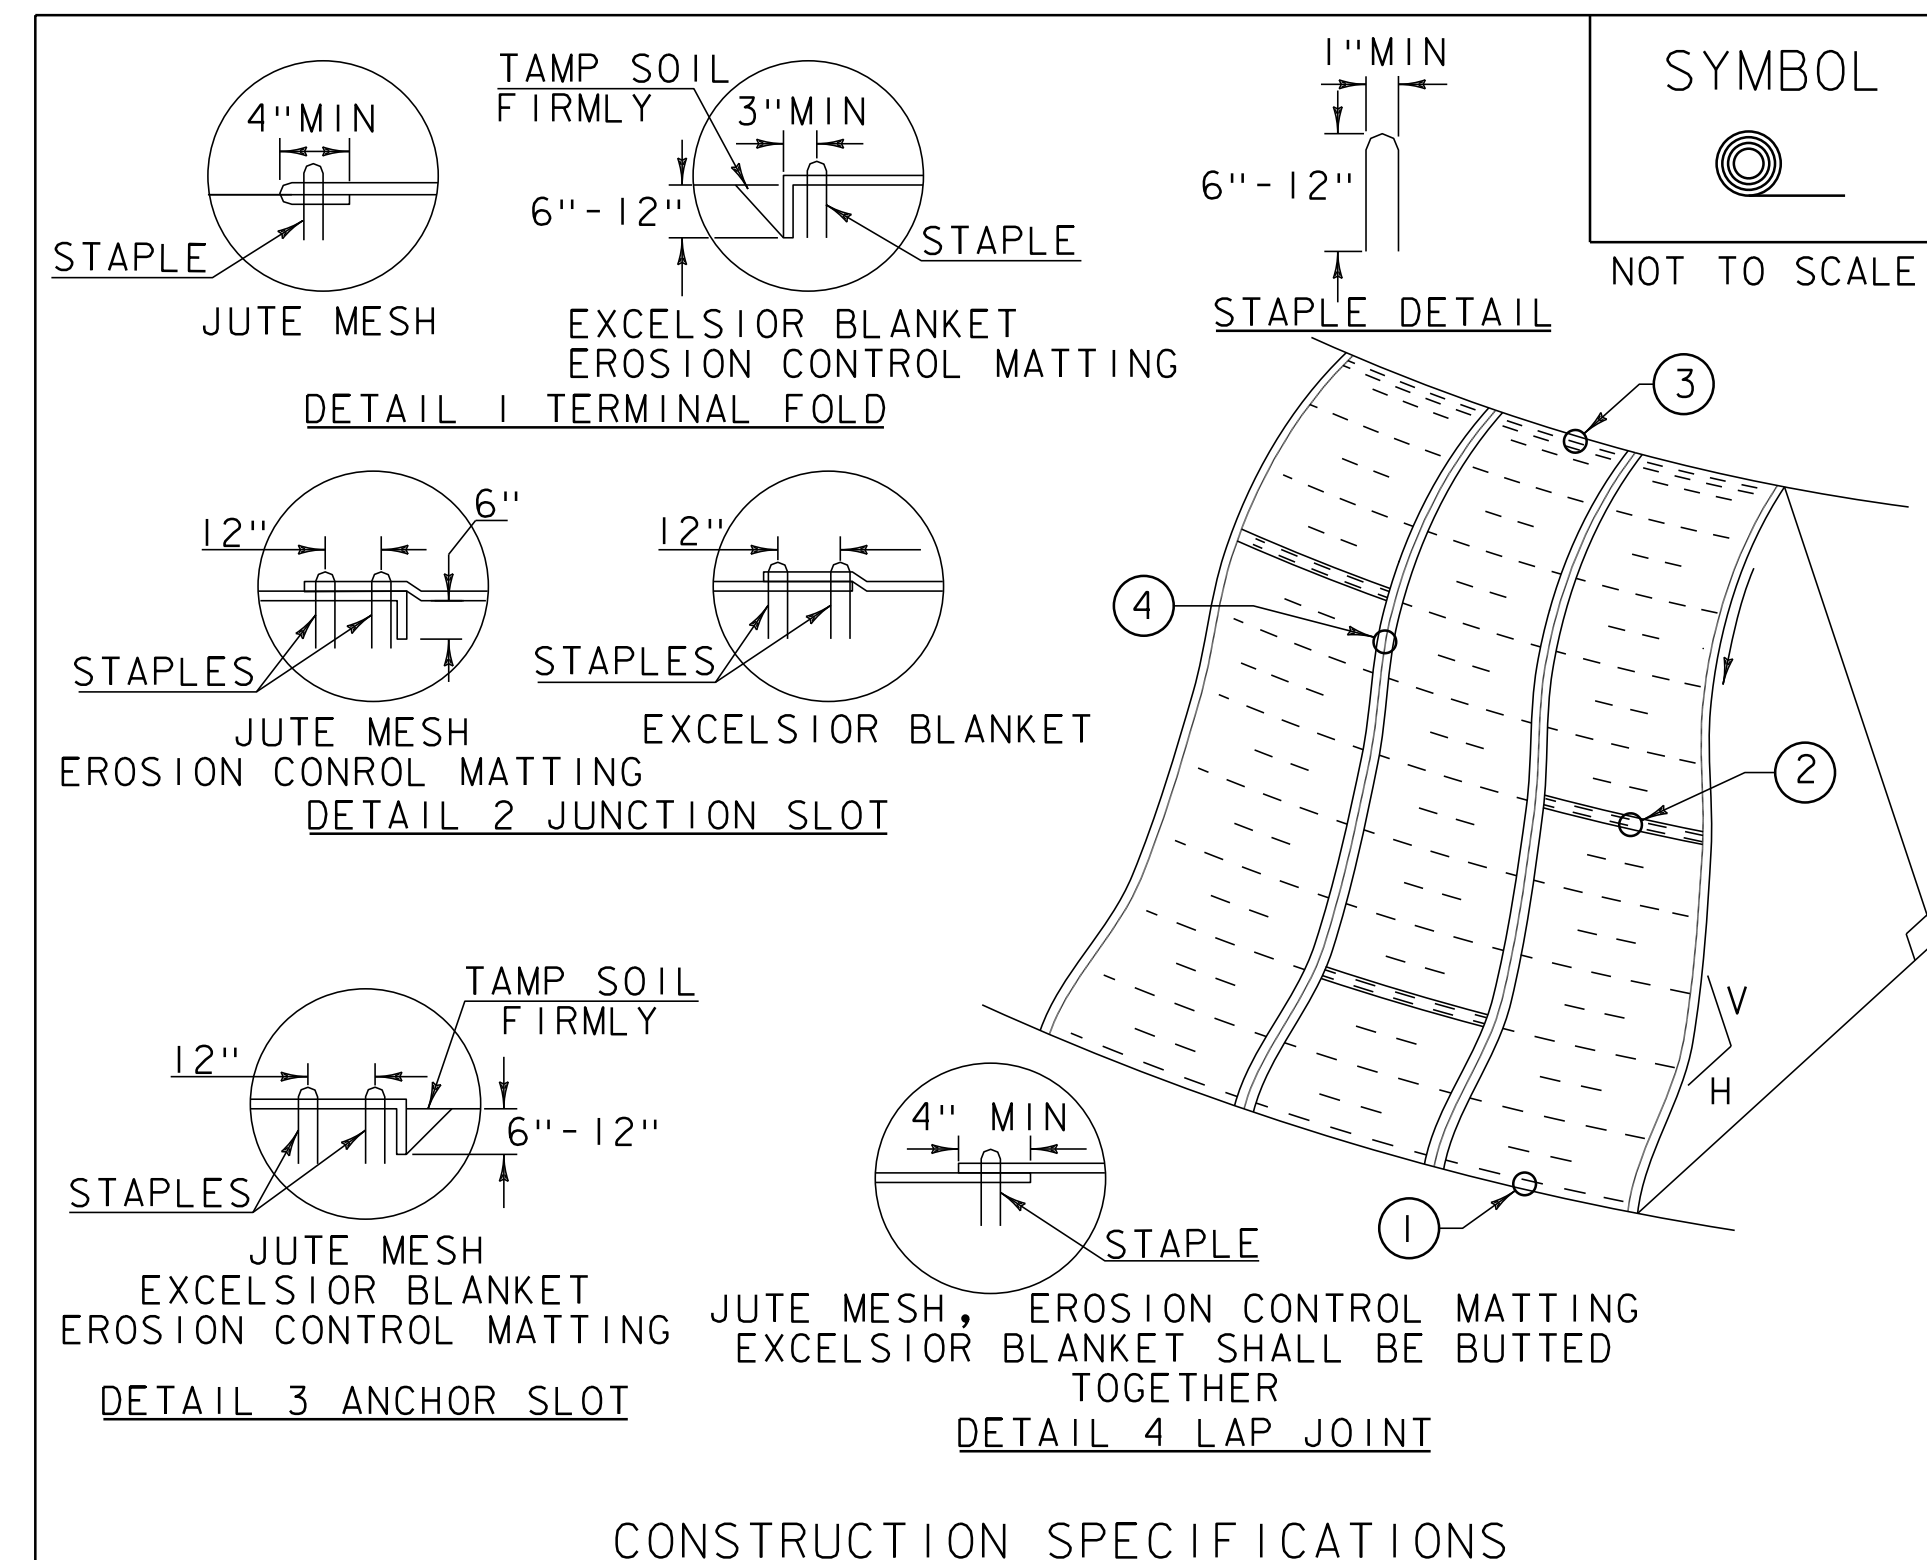 4"MIN
STAPLE
JUTE MESH
TAMP SOIL
FIRMLY
3"MIN
6"-12"
STAPLE
EXCELSIOR BLANKET
EROSION CONTROL MATTING
DETAIL 1 TERMINAL FOLD
1"MIN
6"-12"
STAPLE DETAIL
SYMBOL
NOT TO SCALE
12"
6"
STAPLES
JUTE MESH
EROSION CONROL MATTING
12"
STAPLES
EXCELSIOR BLANKET
DETAIL 2 JUNCTION SLOT
3
4
2
V
H
1
TAMP SOIL
FIRMLY
12"
6"-12"
STAPLES
JUTE MESH
EXCELSIOR BLANKET
EROSION CONTROL MATTING
DETAIL 3 ANCHOR SLOT
4" MIN
STAPLE
JUTE MESH, EROSION CONTROL MATTING
EXCELSIOR BLANKET SHALL BE BUTTED
TOGETHER
DETAIL 4 LAP JOINT
CONSTRUCTION SPECIFICATIONS